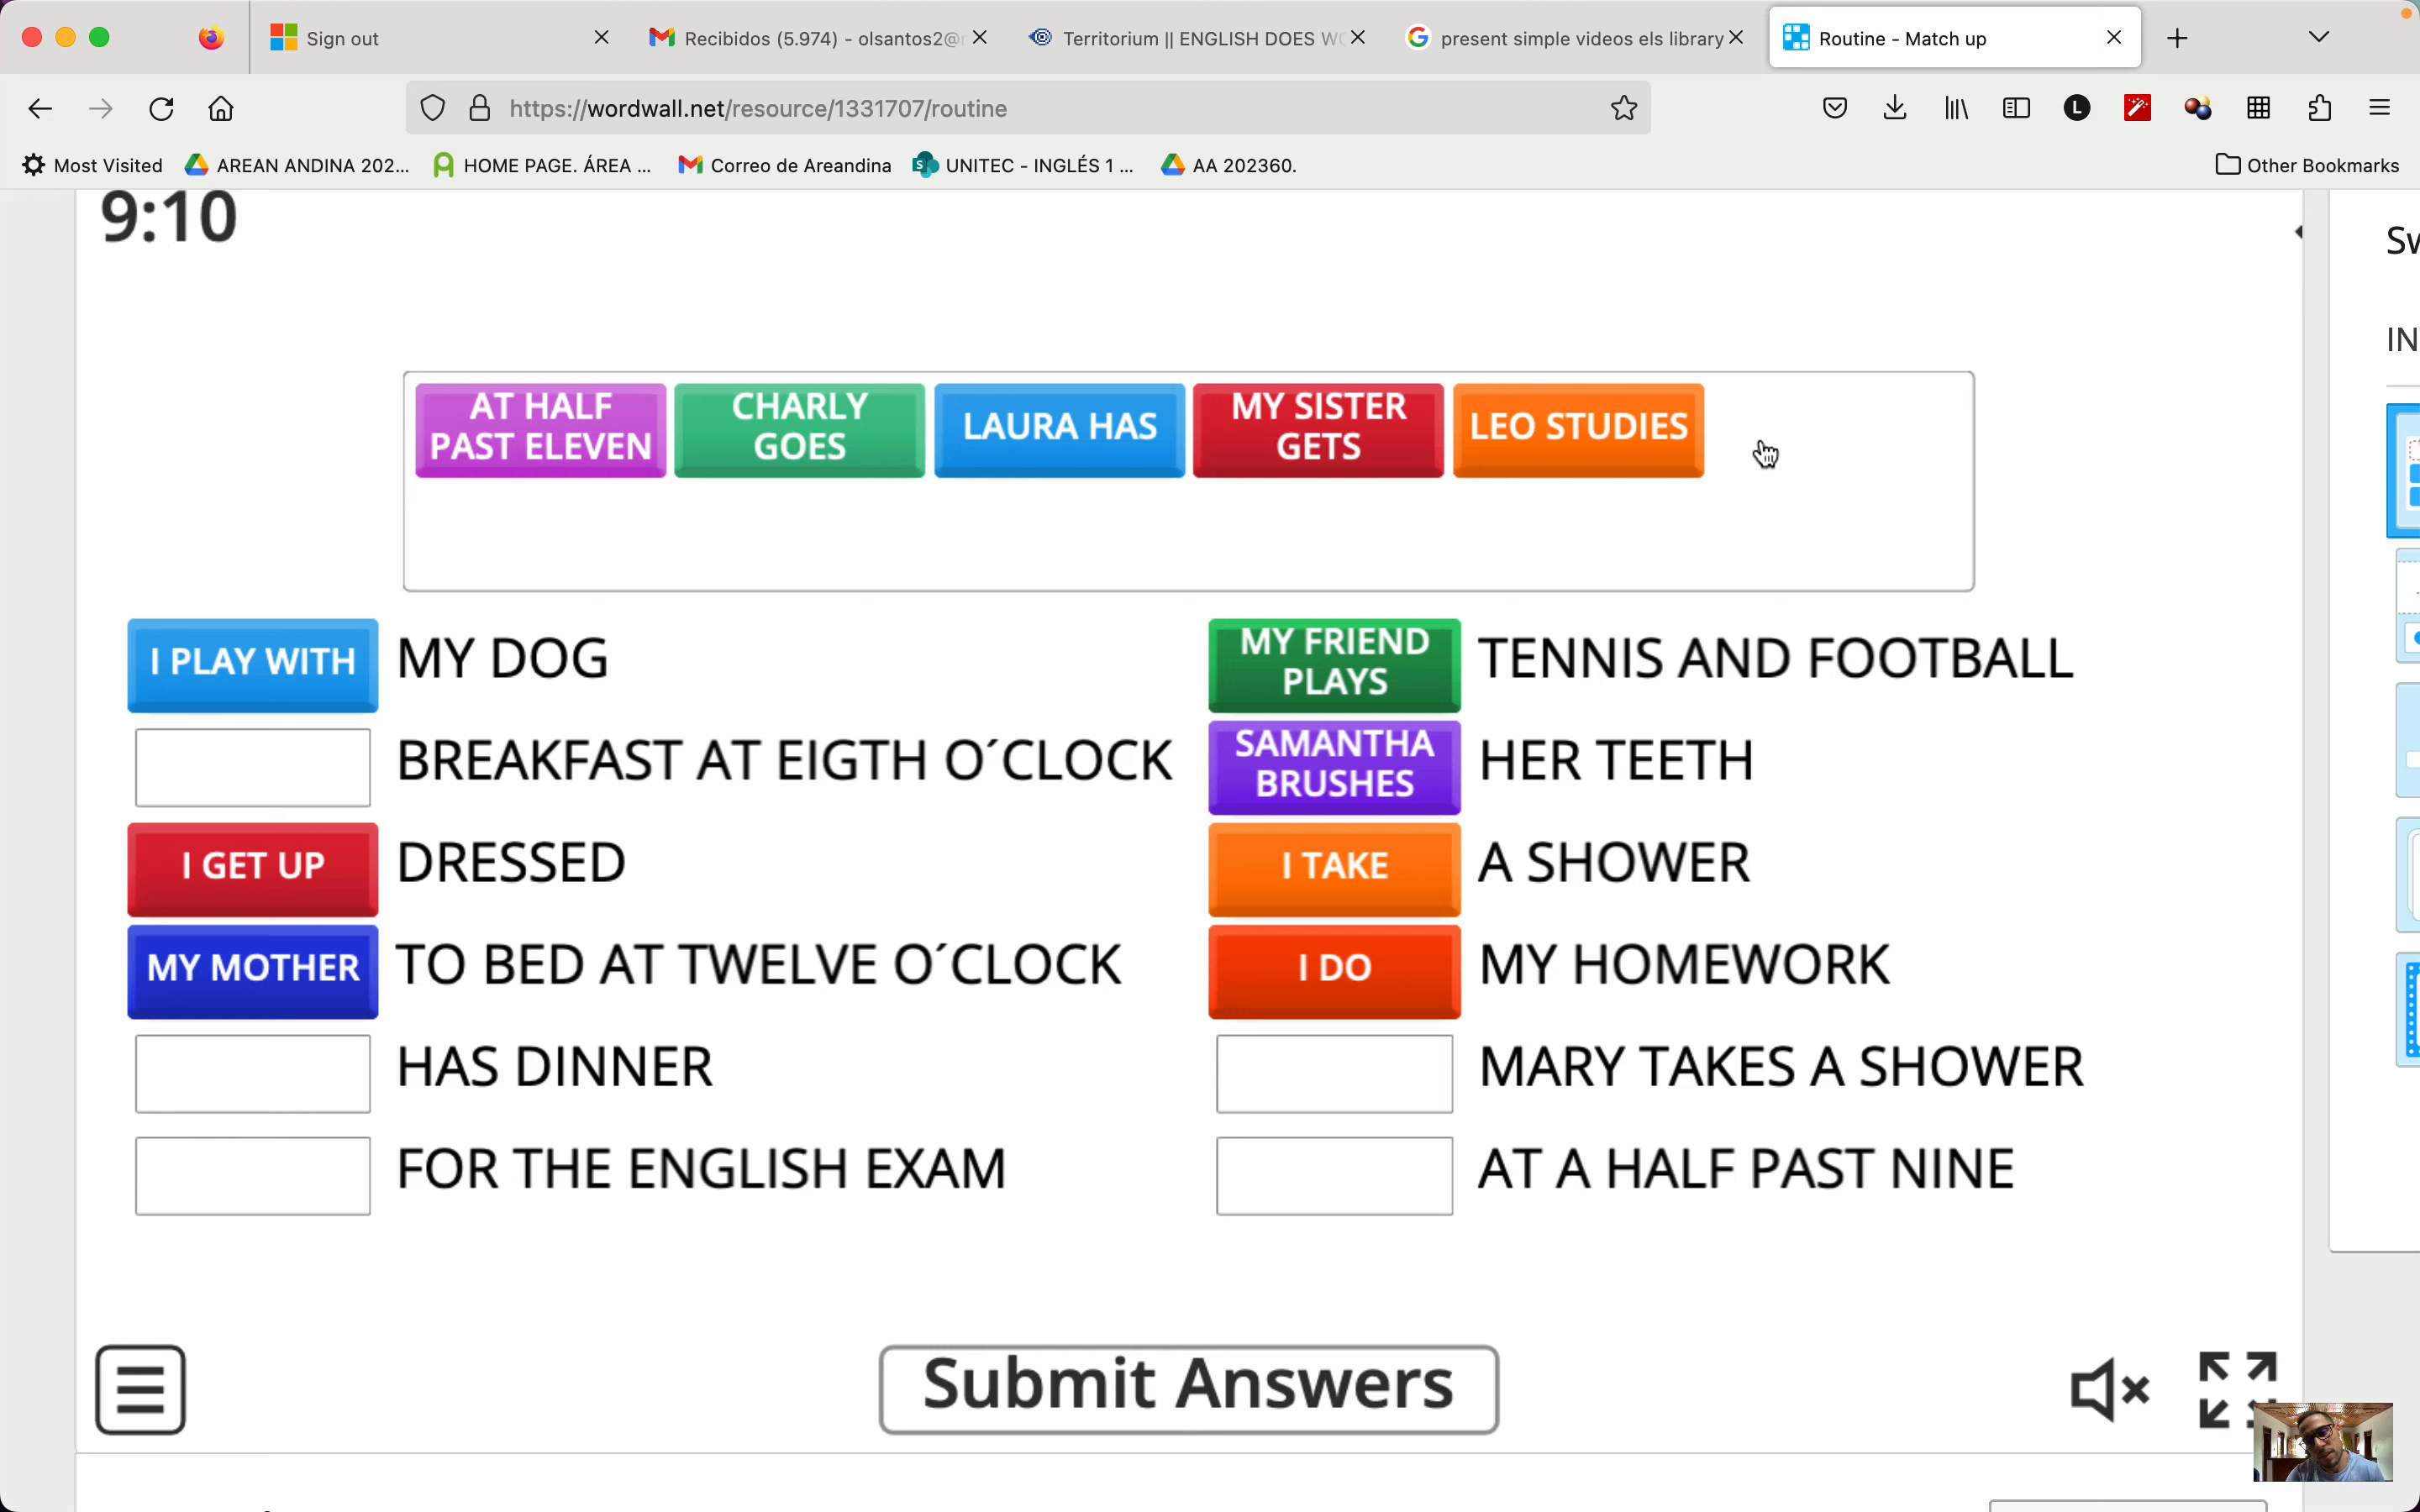 Sign out
Recibidos (5.974) - olsantos2@
Territorium || ENGLISH DOES WO
present simple videos els library
Routine - Match up
https://wordwall.net/resource/1331707/routine
L
Most Visited
AREAN ANDINA 202...
HOME PAGE. ÁREA ...
Correo de Areandina
UNITEC - INGLÉS 1 ...
AA 202360.
Other Bookmarks
9:10
AT HALF
PAST ELEVEN
CHARLY
GOES
LAURA HAS
MY SISTER
GETS
LEO STUDIES
I PLAY WITH MY DOG
BREAKFAST AT EIGTH O´CLOCK
I GET UP DRESSED
MY MOTHER TO BED AT TWELVE O´CLOCK
HAS DINNER
FOR THE ENGLISH EXAM
MY FRIEND
PLAYS
TENNIS AND FOOTBALL
SAMANTHA
BRUSHES
HER TEETH
I TAKE A SHOWER
I DO MY HOMEWORK
MARY TAKES A SHOWER
AT A HALF PAST NINE
Submit Answers
Sw
IN